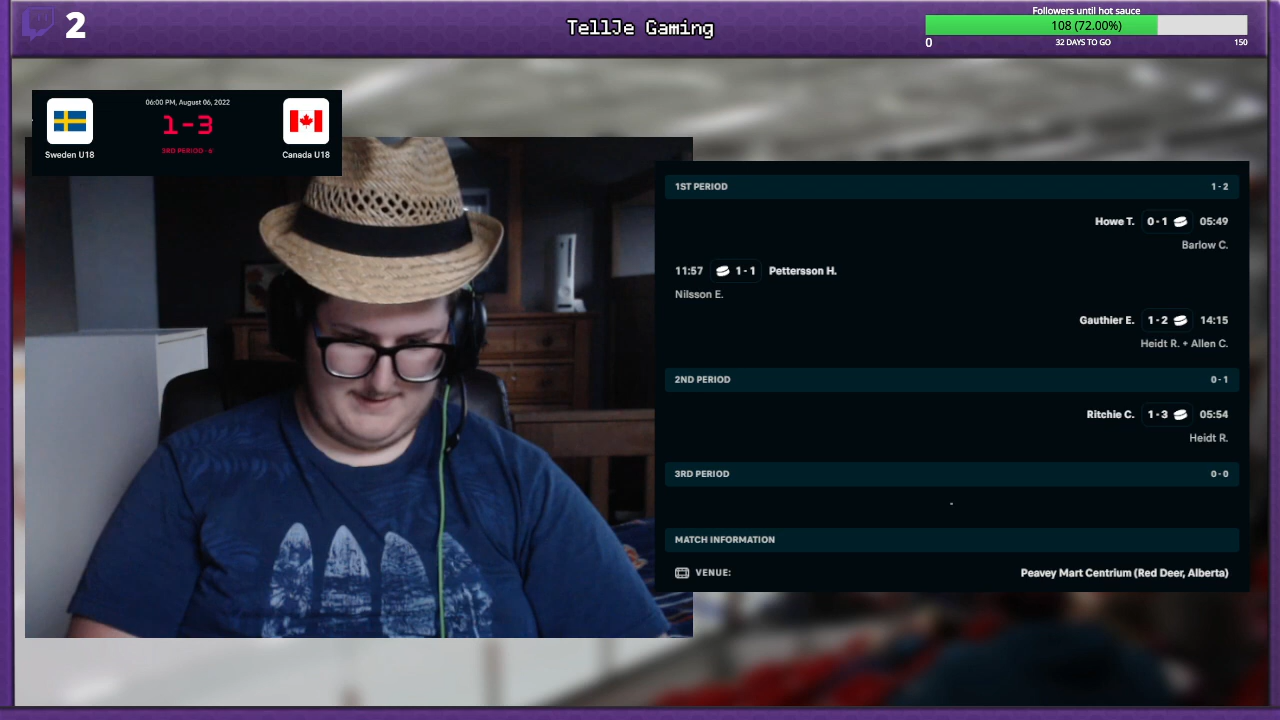 2
TellJe Gaming
Followers until hot sauce
108 (72.00%)
0
32 DAYS TO GO
150
06:00 PM, August 06, 2022
1-3
3RD PERIOD - 6'
Sweden U18
Canada U18
1ST PERIOD
1 - 2
Howe T.
0 - 1
05:49
Barlow C.
11:57
1 - 1
Pettersson H.
Nilsson E.
Gauthier E.
1 - 2
14:15
Heidt R. + Allen C.
2ND PERIOD
0 - 1
Ritchie C.
1 - 3
05:54
Heidt R.
3RD PERIOD
0 - 0
-
MATCH INFORMATION
VENUE:
Peavey Mart Centrium (Red Deer, Alberta)